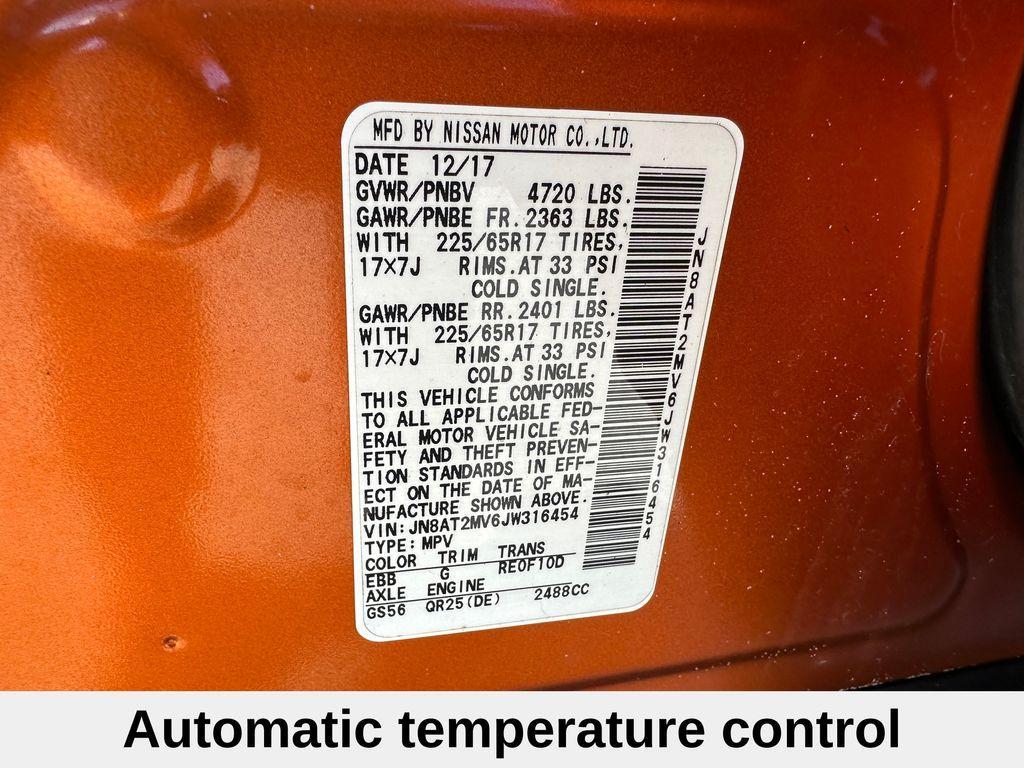 MFD BY NISSAN MOTOR CO.,LTD.
DATE 12/17
GVWR/PNBV 4720 LBS.
GAWR/PNBE FR. 2363 LBS.
WITH 225/65R17 TIRES,
17×7J RIMS.AT 33 PSI
COLD SINGLE.
GAWR/PNBE RR. 2401 LBS.
WITH 225/65R17 TIRES,
17×7J RIMS.AT 33 PSI
COLD SINGLE.
THIS VEHICLE CONFORMS
TO ALL APPLICABLE FED-
ERAL MOTOR VEHICLE SA-
FETY AND THEFT PREVEN-
TION STANDARDS IN EFF-
ECT ON THE DATE OF MA-
NUFACTURE SHOWN ABOVE.
VIN:JN8AT2MV6JW316454
TYPE:MPV
COLOR TRIM TRANS
EBB G RE0F10D
AXLE ENGINE
GS56 QR25(DE) 2488CC
JN8AT2MV6JW316454
Automatic temperature control